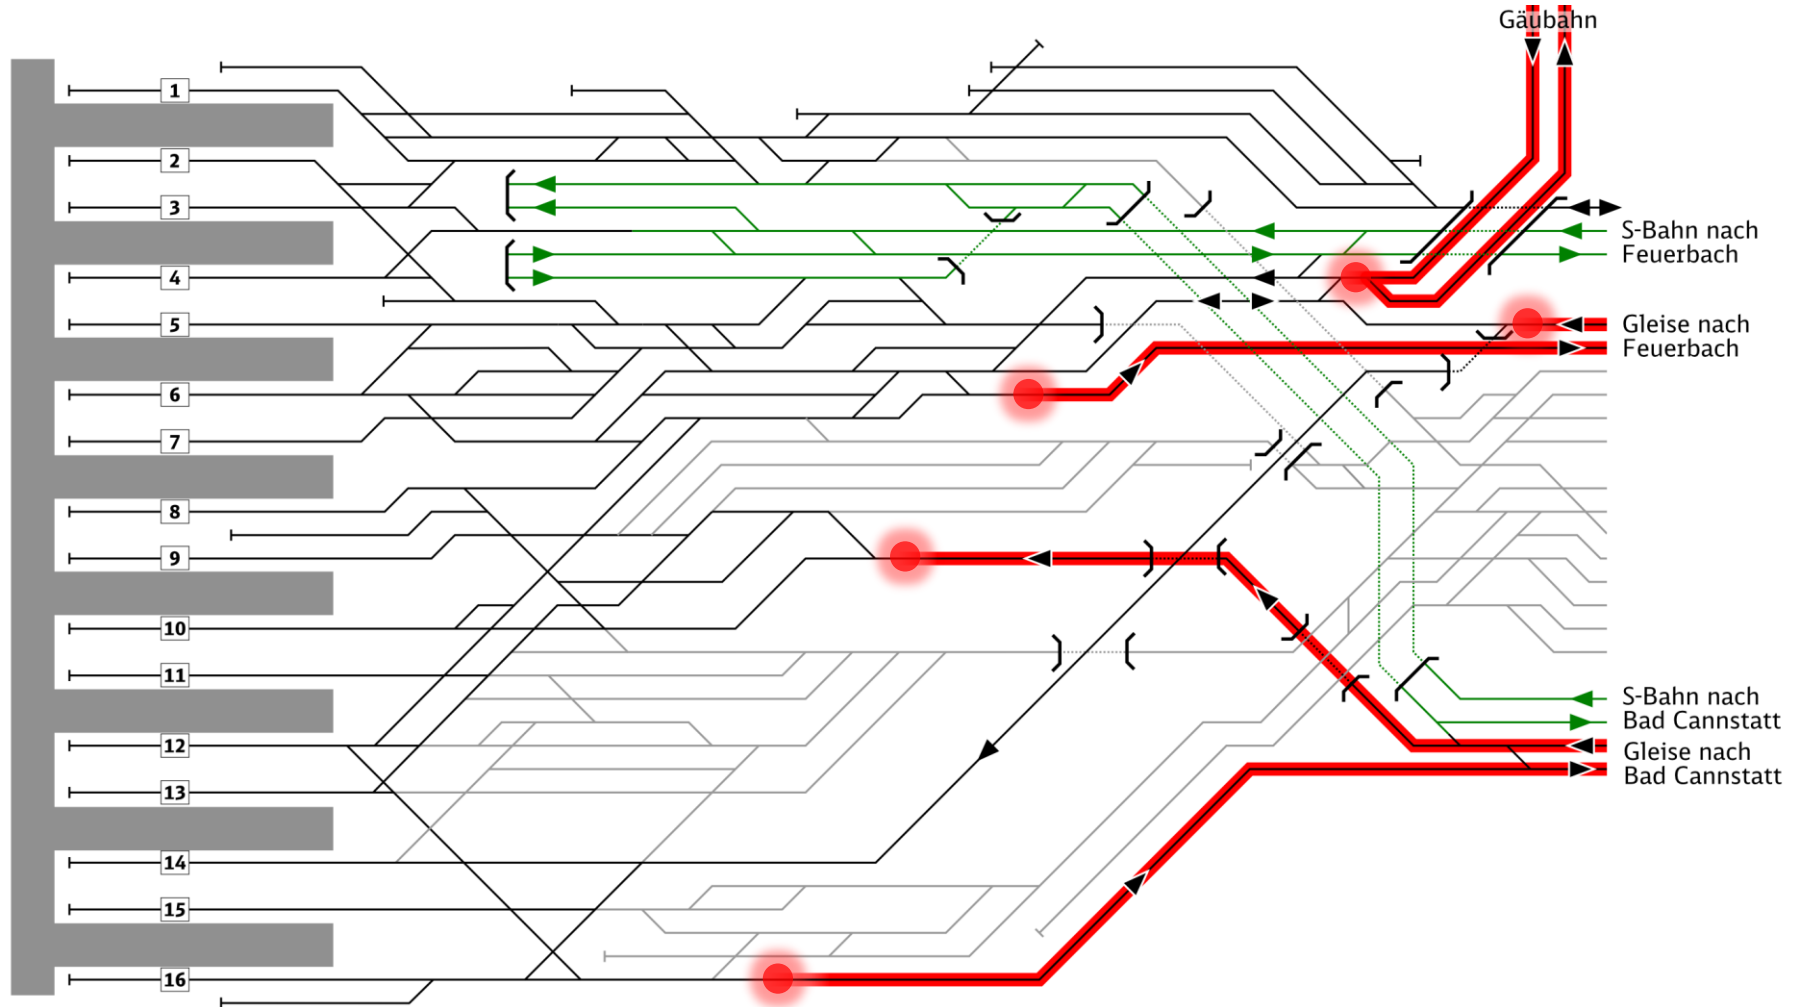 Gäubahn
1
2
3
S-Bahn nach
Feuerbach
4
5
Gleise nach
Feuerbach
6
7
8
9
10
11
S-Bahn nach
Bad Cannstatt
12
Gleise nach
Bad Cannstatt
13
14
15
16